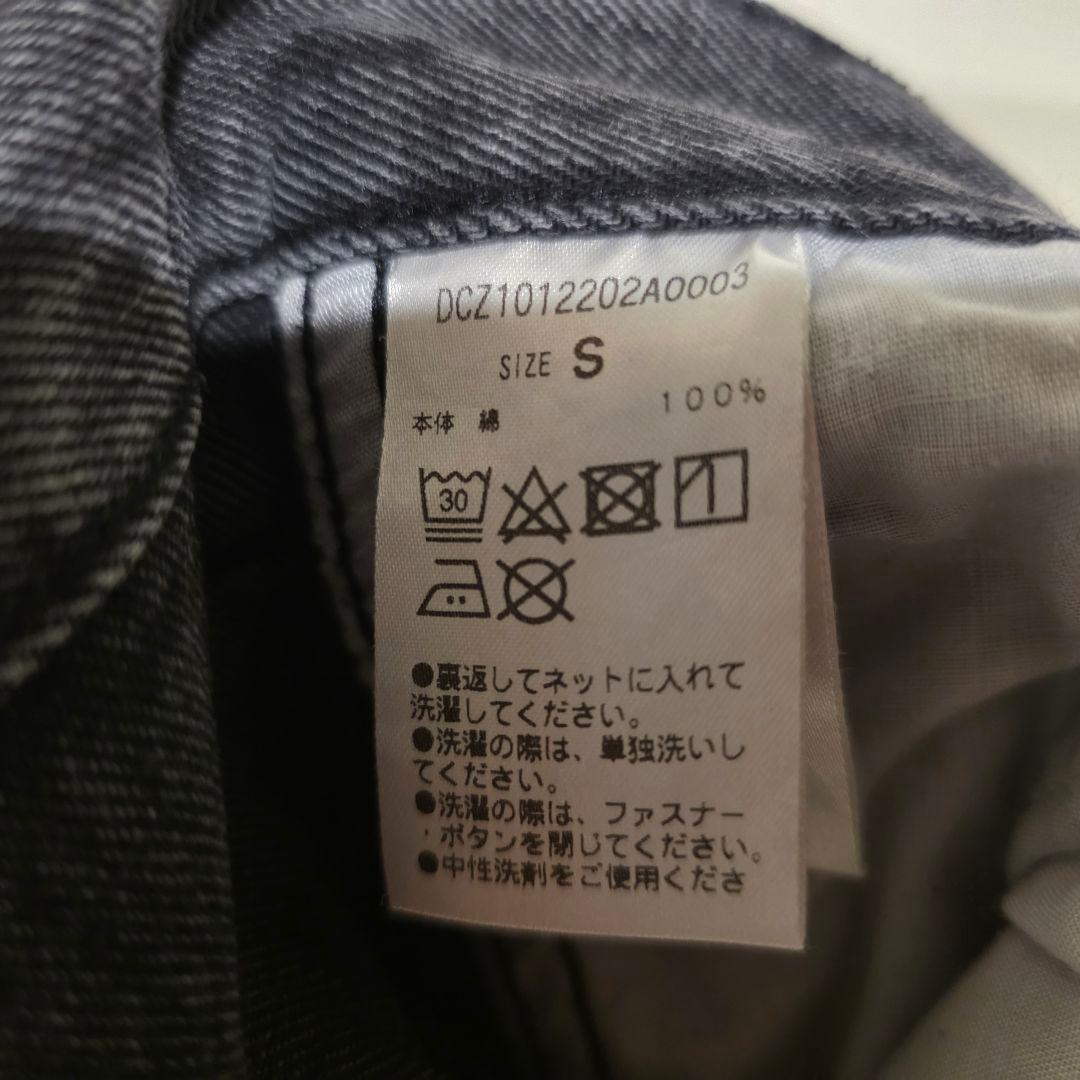 DCZ1012202A0003
SIZE S
本体 綿 100%
30
●裏返してネットに入れて
洗濯してください。
●洗濯の際は、単独洗いし
てください。
●洗濯の際は、ファスナー
・ボタンを閉じてください。
●中性洗剤をご使用くださ